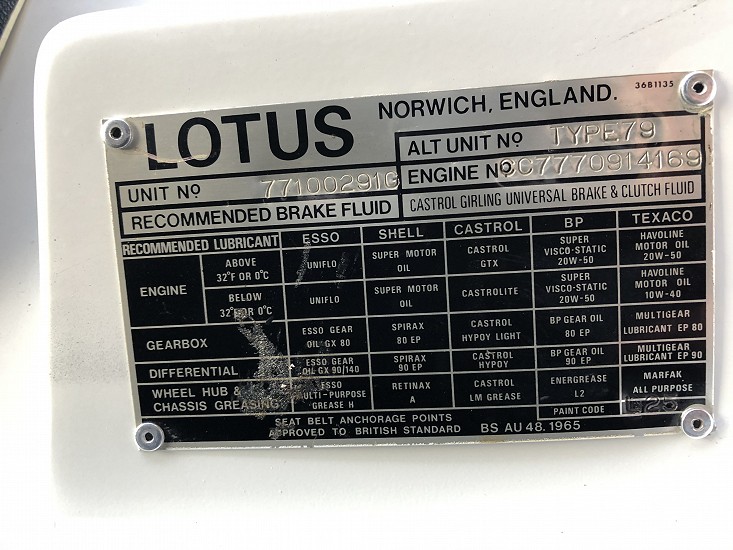 36B1135
LOTUS NORWICH, ENGLAND.
ALT UNIT Nº TYPE79
UNIT Nº 77100291G ENGINE Nº CC7770914169
RECOMMENDED BRAKE FLUID CASTROL GIRLING UNIVERSAL BRAKE & CLUTCH FLUID
RECOMMENDED LUBRICANT ESSO SHELL CASTROL BP TEXACO
ENGINE ABOVE 32°F OR 0°C UNIFLO SUPER MOTOR OIL CASTROL GTX SUPER VISCO-STATIC 20W-50 HAVOLINE MOTOR OIL 20W-50
BELOW 32°F OR 0°C UNIFLO SUPER MOTOR OIL CASTROLITE SUPER VISCO-STATIC 20W-50 HAVOLINE MOTOR OIL 10W-40
GEARBOX ESSO GEAR OIL GX 80 SPIRAX 80 EP CASTROL HYPOY LIGHT BP GEAR OIL 80 EP MULTIGEAR LUBRICANT EP 80
DIFFERENTIAL ESSO GEAR OIL GX 90/140 SPIRAX 90 EP CASTROL HYPOY BP GEAR OIL 90 EP MULTIGEAR LUBRICANT EP 90
WHEEL HUB & CHASSIS GREASING ESSO MULTI-PURPOSE GREASE H RETINAX A CASTROL LM GREASE ENERGREASE L2 MARFAK ALL PURPOSE
PAINT CODE
SEAT BELT ANCHORAGE POINTS
APPROVED TO BRITISH STANDARD BS AU 48.1965